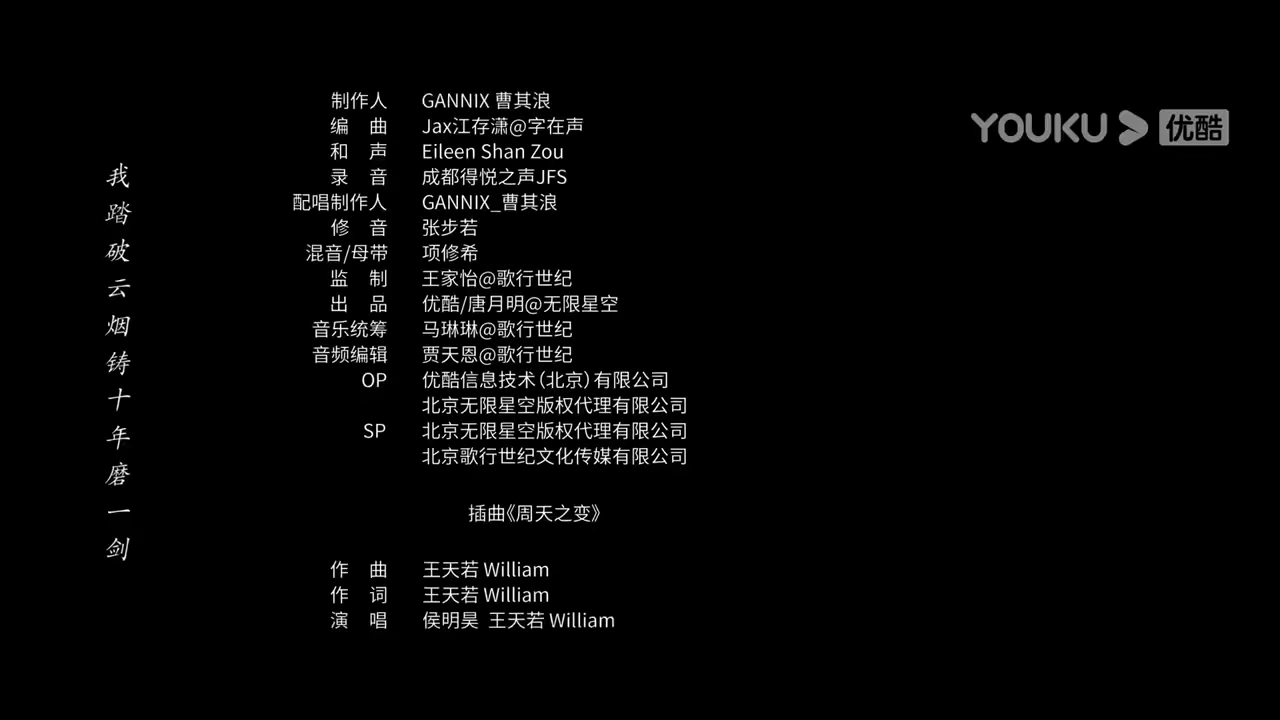 制作人 GANNIX 曹其浪
编 曲 Jax江存潇@字在声
和 声 Eileen Shan Zou
录 音 成都得悦之声JFS
配唱制作人 GANNIX_曹其浪
修 音 张步若
混音/母带 项修希
监 制 王家怡@歌行世纪
出 品 优酷/唐月明@无限星空
音乐统筹 马琳琳@歌行世纪
音频编辑 贾天恩@歌行世纪
OP 优酷信息技术(北京)有限公司
北京无限星空版权代理有限公司
SP 北京无限星空版权代理有限公司
北京歌行世纪文化传媒有限公司
插曲《周天之变》
作 曲 王天若 William
作 词 王天若 William
演 唱 侯明昊 王天若 William
我踏破云烟铸十年磨一剑
YOUKU 优酷